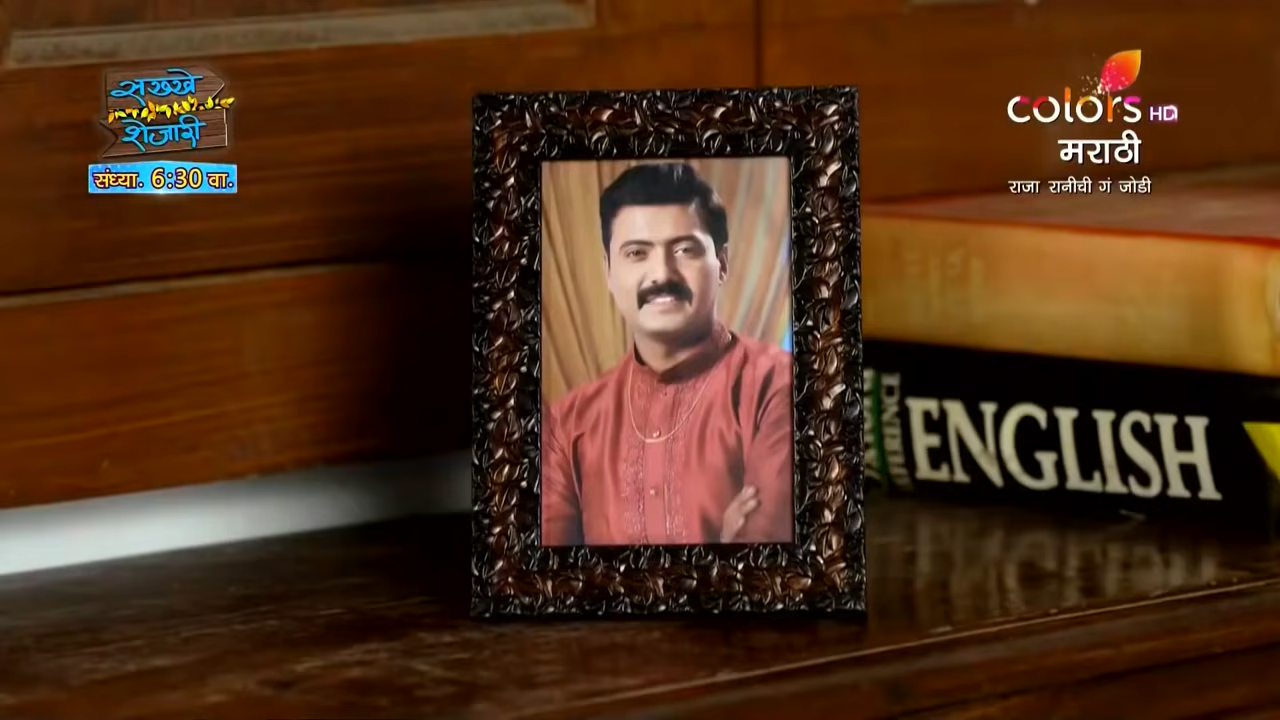 सख्खे
शेजारी
संध्या. 6:30 वा.
colors HD
मराठी
राजा रानीची गं जोडी
ENGLISH